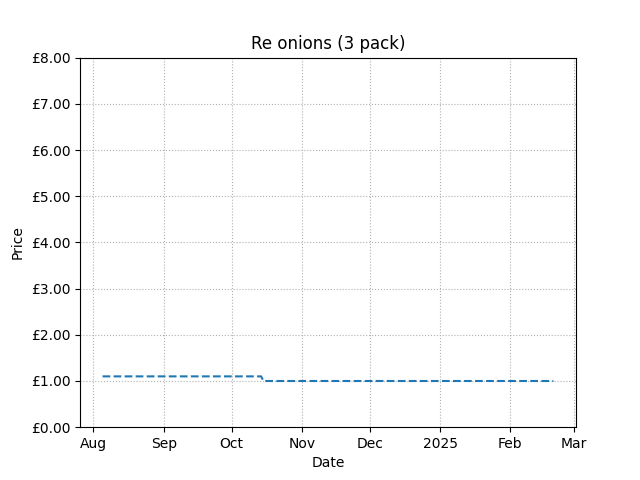 Re onions (3 pack)
£8.00
£7.00
£6.00
£5.00
£4.00
£3.00
£2.00
£1.00
£0.00
Price
Aug Sep Oct Nov Dec 2025 Feb Mar
Date